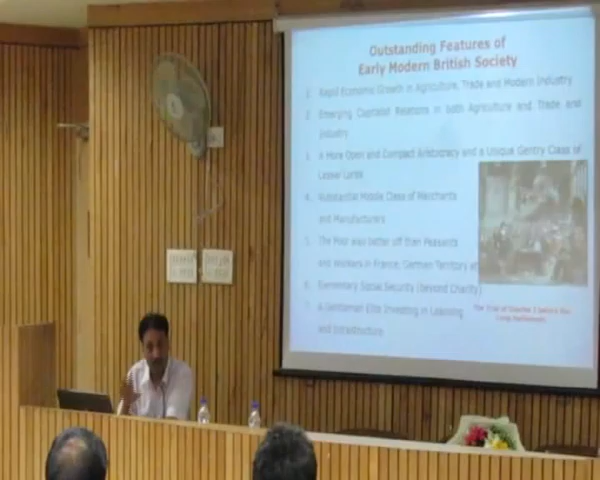 Outstanding Features of
Early Modern British Society
1. Rapid Economic Growth in Agriculture, Trade and Modern Industry
2. Emerging Capitalist Relations in both Agriculture and Trade and
Industry
3. A More Open and Compact Aristocracy and a Unique Gentry Class of
Lesser Lords
4. Substantial Middle Class of Merchants
and Manufacturers
5. The Poor also better off than Peasants
and Workers in France, German Territory
6. Elementary Social Security (beyond Charity)
7. A Gentleman Elite Investing in Learning
and Infrastructure
The Trial of Charles I before the
Long Parliament